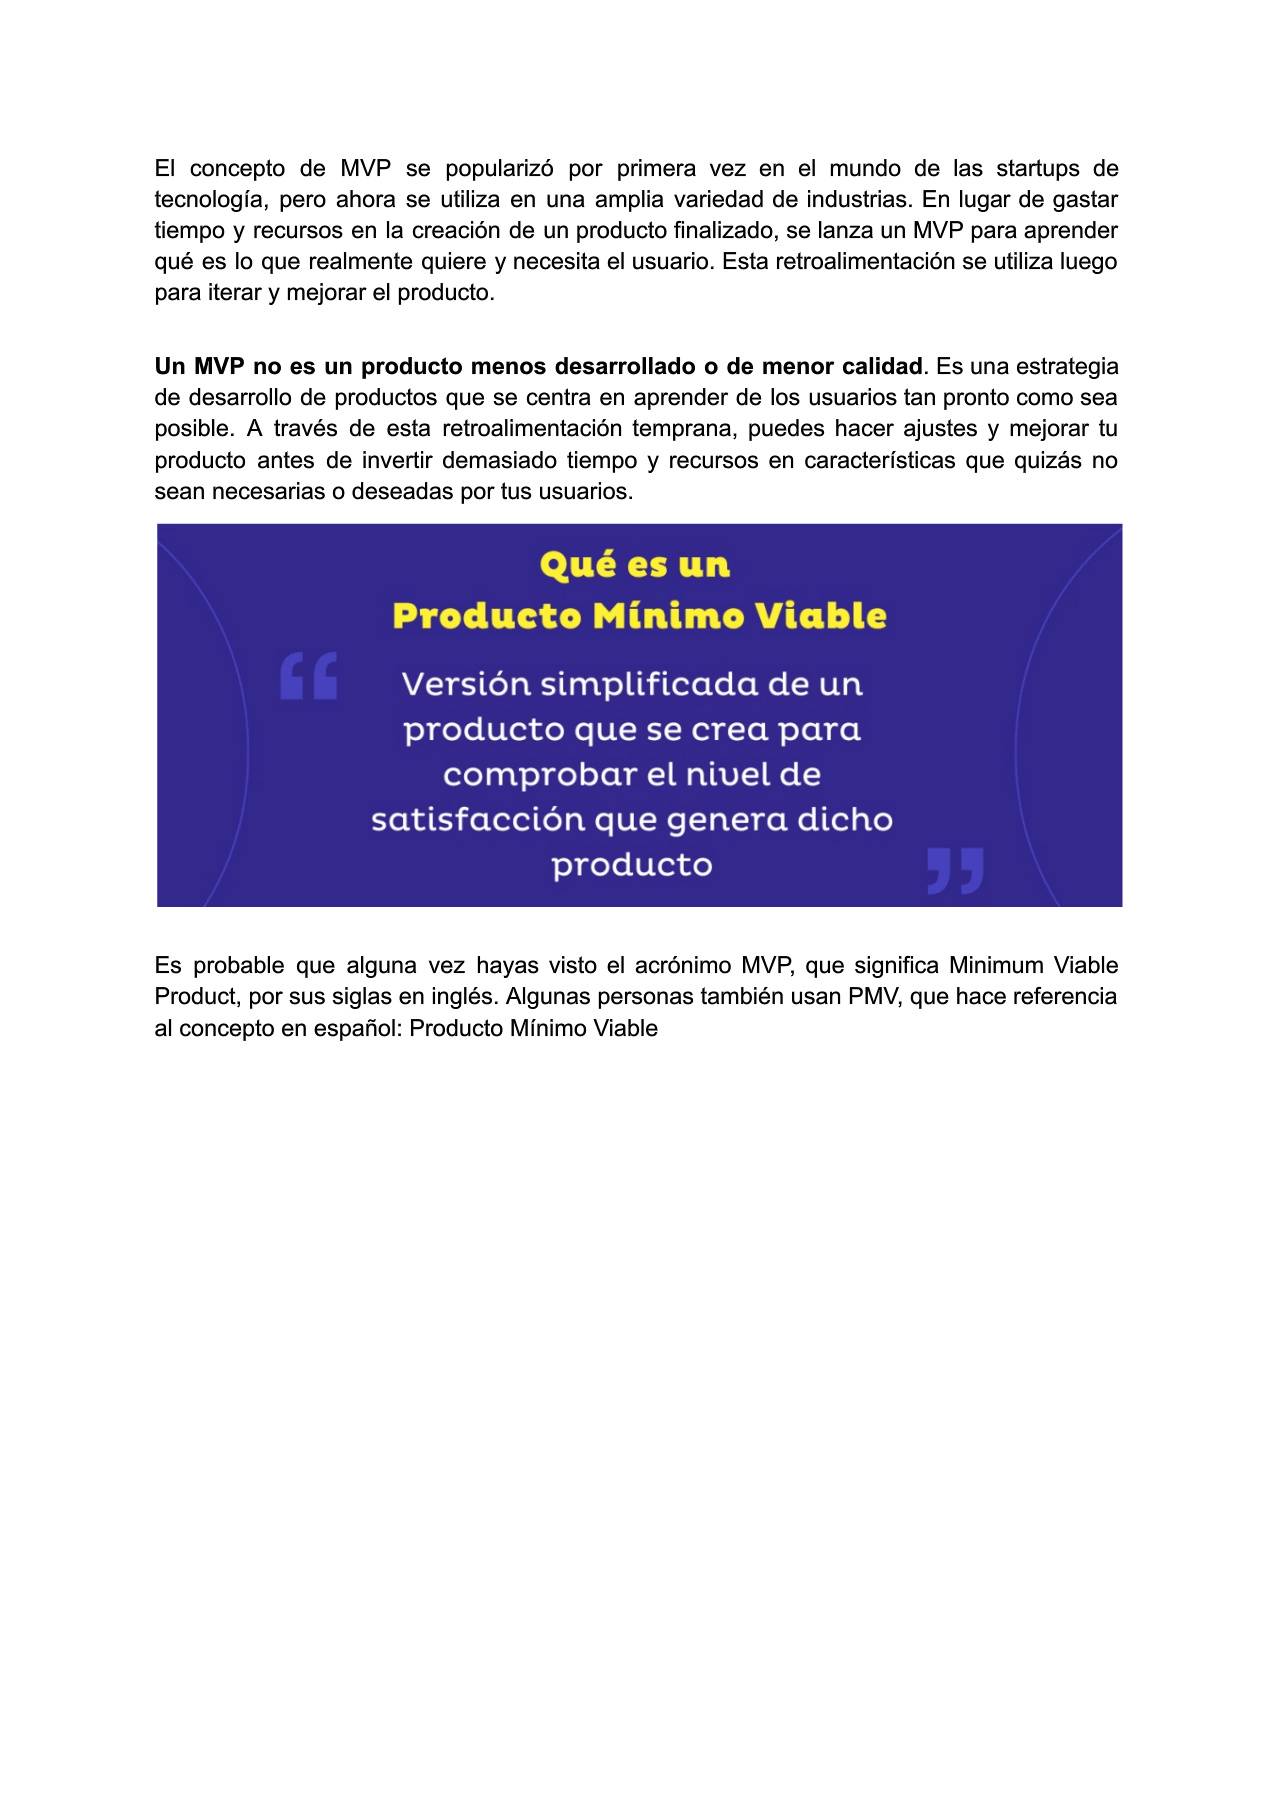 El concepto de MVP se popularizó por primera vez en el mundo de las startups de
tecnología, pero ahora se utiliza en una amplia variedad de industrias. En lugar de gastar
tiempo y recursos en la creación de un producto finalizado, se lanza un MVP para aprender
qué es lo que realmente quiere y necesita el usuario. Esta retroalimentación se utiliza luego
para iterar y mejorar el producto.
Un MVP no es un producto menos desarrollado o de menor calidad. Es una estrategia
de desarrollo de productos que se centra en aprender de los usuarios tan pronto como sea
posible. A través de esta retroalimentación temprana, puedes hacer ajustes y mejorar tu
producto antes de invertir demasiado tiempo y recursos en características que quizás no
sean necesarias o deseadas por tus usuarios.
Qué es un
Producto Mínimo Viable
“
Versión simplificada de un
producto que se crea para
comprobar el nivel de
satisfacción que genera dicho
producto
”
Es probable que alguna vez hayas visto el acrónimo MVP, que significa Minimum Viable
Product, por sus siglas en inglés. Algunas personas también usan PMV, que hace referencia
al concepto en español: Producto Mínimo Viable